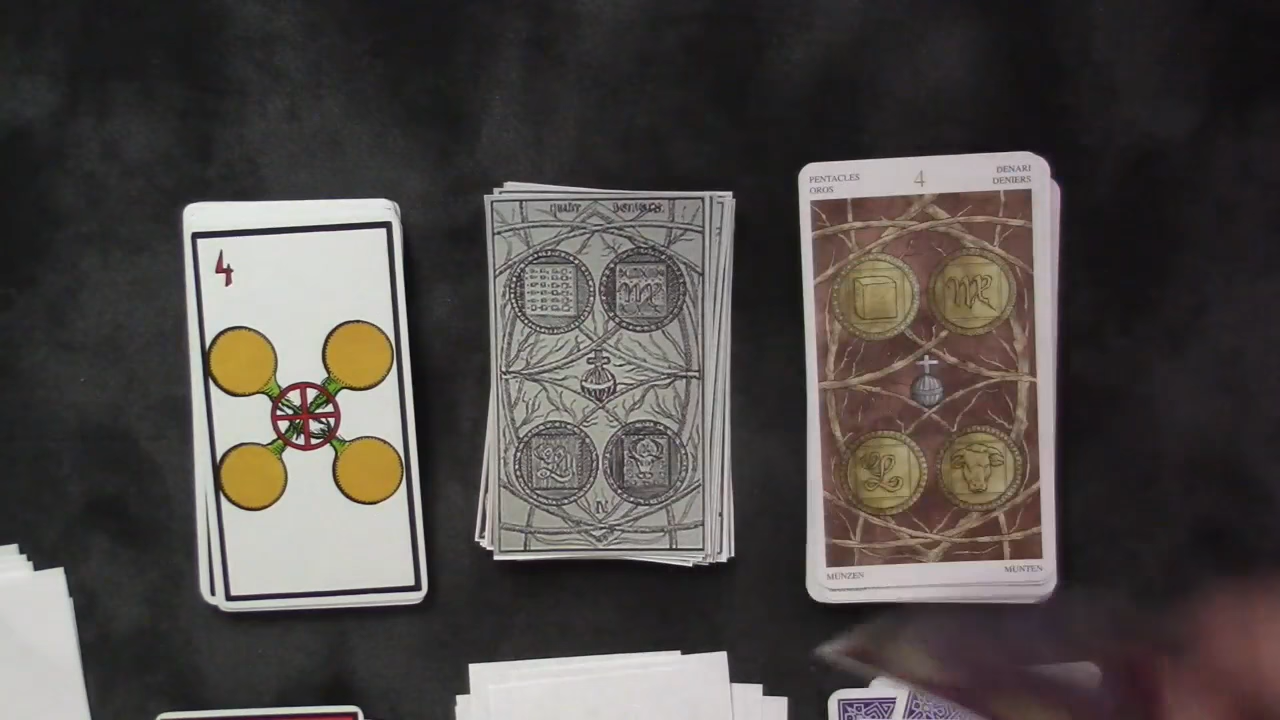 4
PENTACLES
OROS
4
DENARI
DENIERS
MÜNZEN
MUNTEN